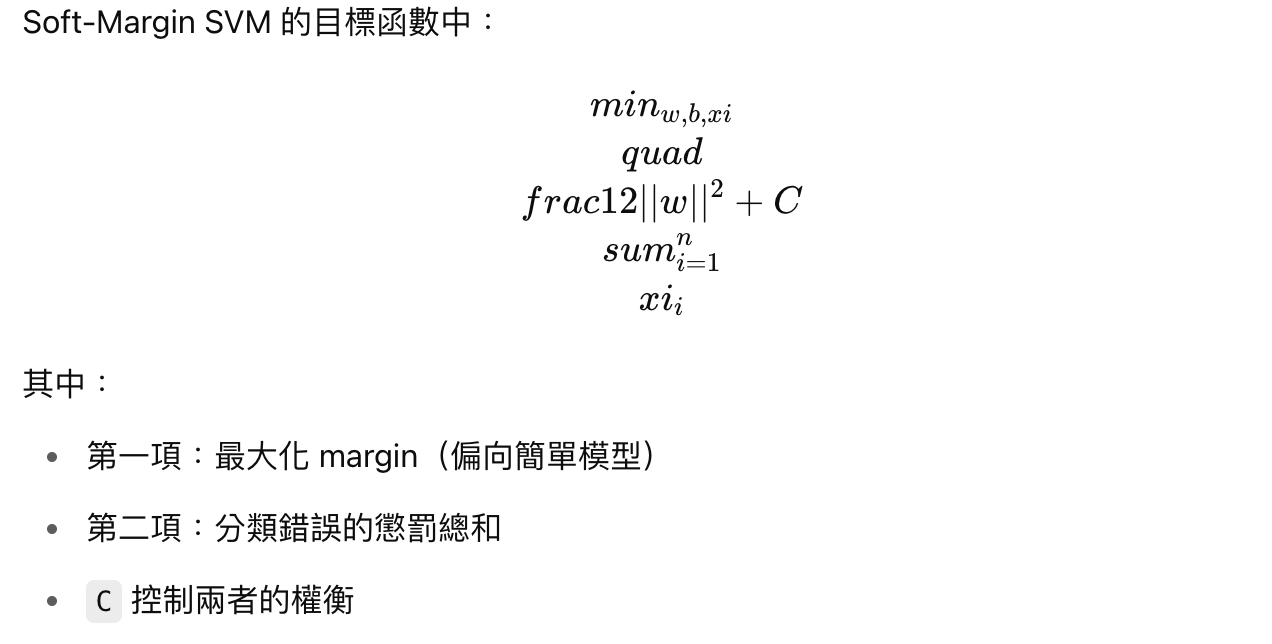 Soft-Margin SVM 的目標函數中：
min_{w,b,xi}
quad
frac12||w||^2 + C
sum_{i=1}^n
xi_i
其中：
• 第一項：最大化 margin（偏向簡單模型）
• 第二項：分類錯誤的懲罰總和
• C 控制兩者的權衡